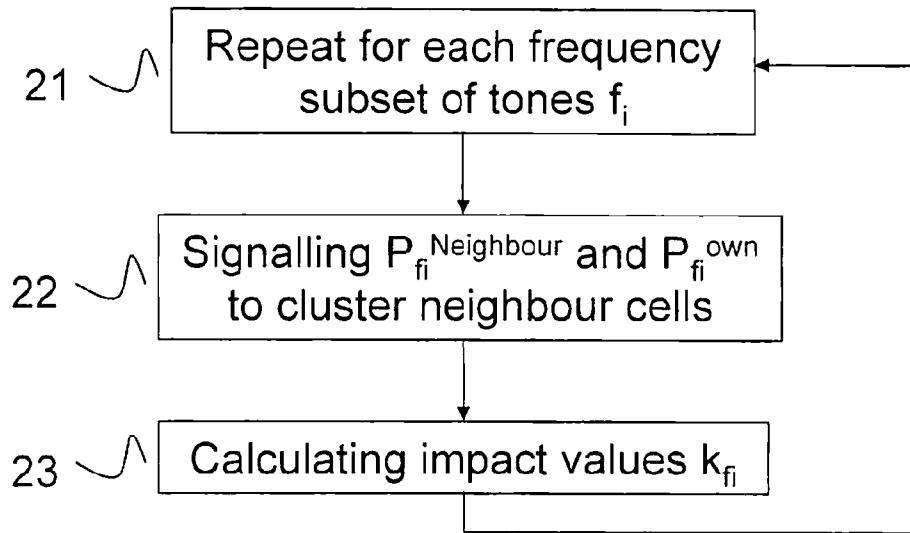 21
Repeat for each frequency
subset of tones fi
22
Signalling PfiNeighbour and Pfiown
to cluster neighbour cells
23
Calculating impact values kfi